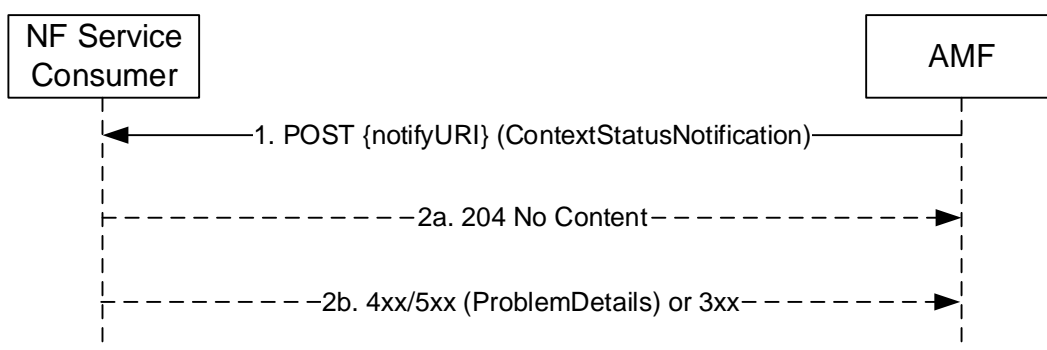 NF Service
Consumer
AMF
1. POST {notifyURI} (ContextStatusNotification)
2a. 204 No Content
2b. 4xx/5xx (ProblemDetails) or 3xx